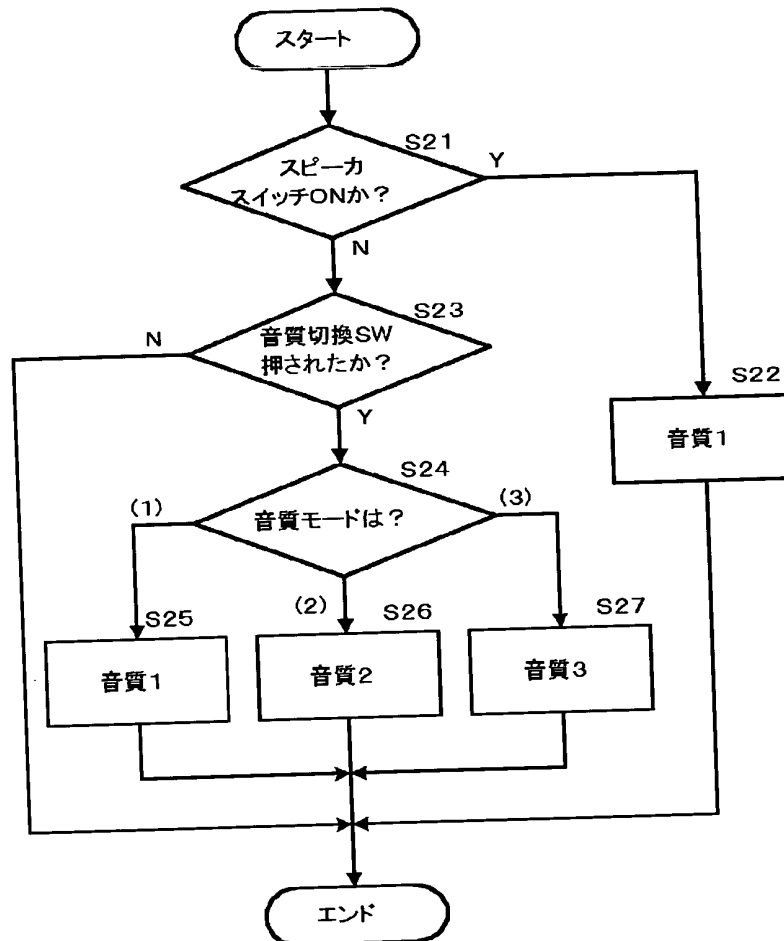 スタート
S21
スピーカ
スイッチONか?
Y
N
S23
音質切換SW
押されたか?
N
Y
S22
音質1
S24
音質モードは?
(1)
(2)
(3)
S25
音質1
S26
音質2
S27
音質3
エンド